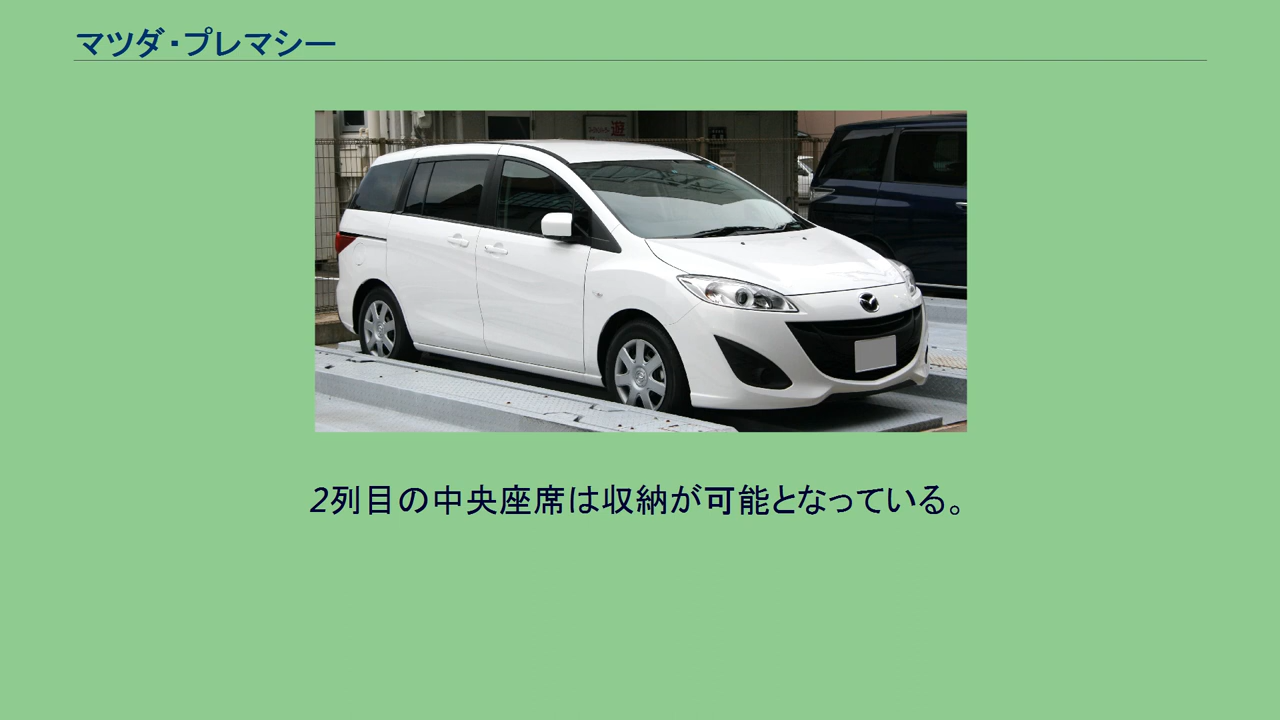 マツダ・プレマシー
遊
2列目の中央座席は収納が可能となっている。